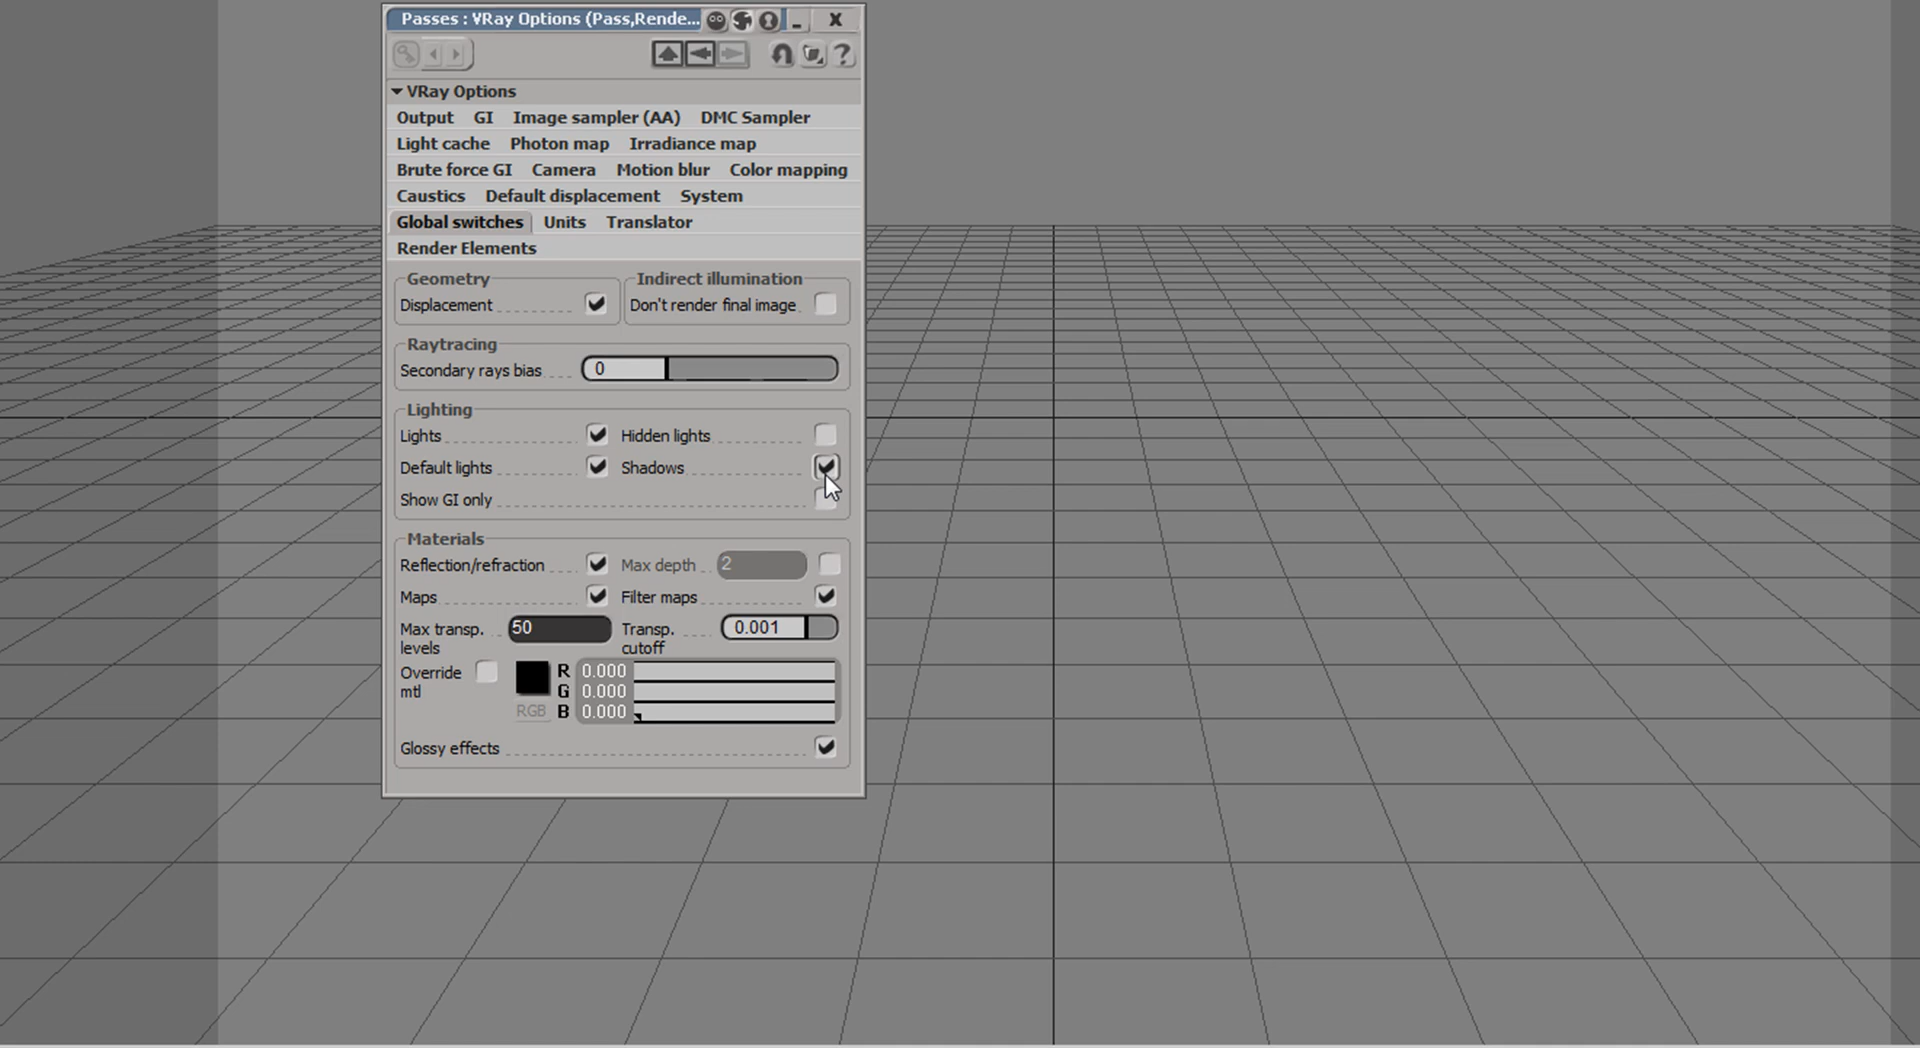 Passes : VRay Options (Pass,Rende...
VRay Options
Output GI Image sampler (AA) DMC Sampler
Light cache Photon map Irradiance map
Brute force GI Camera Motion blur Color mapping
Caustics Default displacement System
Global switches Units Translator
Render Elements
Geometry Indirect illumination
Displacement Don't render final image
Raytracing
Secondary rays bias 0
Lighting
Lights Hidden lights
Default lights Shadows
Show GI only
Materials
Reflection/refraction Max depth 2
Maps Filter maps
Max transp. 50 Transp. 0.001
levels cutoff
Override R 0.000
mtl G 0.000
RGB B 0.000
Glossy effects